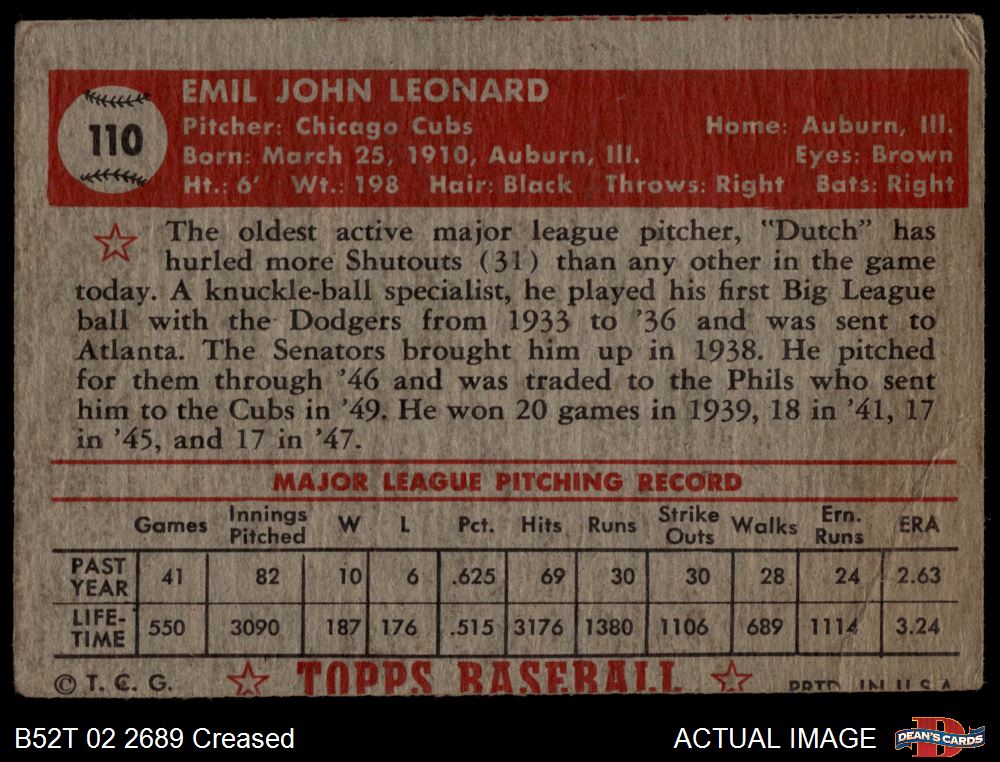 TOPPS BASEBALL
EMIL JOHN LEONARD
110
Pitcher: Chicago Cubs Home: Auburn, Ill.
Born: March 25, 1910, Auburn, Ill. Eyes: Brown
Ht.: 6' Wt.: 198 Hair: Black Throws: Right Bats: Right
The oldest active major league pitcher, "Dutch" has
hurled more Shutouts (31) than any other in the game
today. A knuckle-ball specialist, he played his first Big League
ball with the Dodgers from 1933 to '36 and was sent to
Atlanta. The Senators brought him up in 1938. He pitched
for them through '46 and was traded to the Phils who sent
him to the Cubs in '49. He won 20 games in 1939, 18 in '41, 17
in '45, and 17 in '47.
MAJOR LEAGUE PITCHING RECORD
Games Innings Pitched W L Pct. Hits Runs Strike Outs Walks Ern. Runs ERA
PAST YEAR 41 82 10 6 .625 69 30 30 28 24 2.63
LIFE-TIME 550 3090 187 176 .515 3176 1380 1106 689 1114 3.24
© T. C. G. TOPPS BASEBALL PRTD. IN U.S.A.
B52T 02 2689 Creased ACTUAL IMAGE DEAN'S CARDS